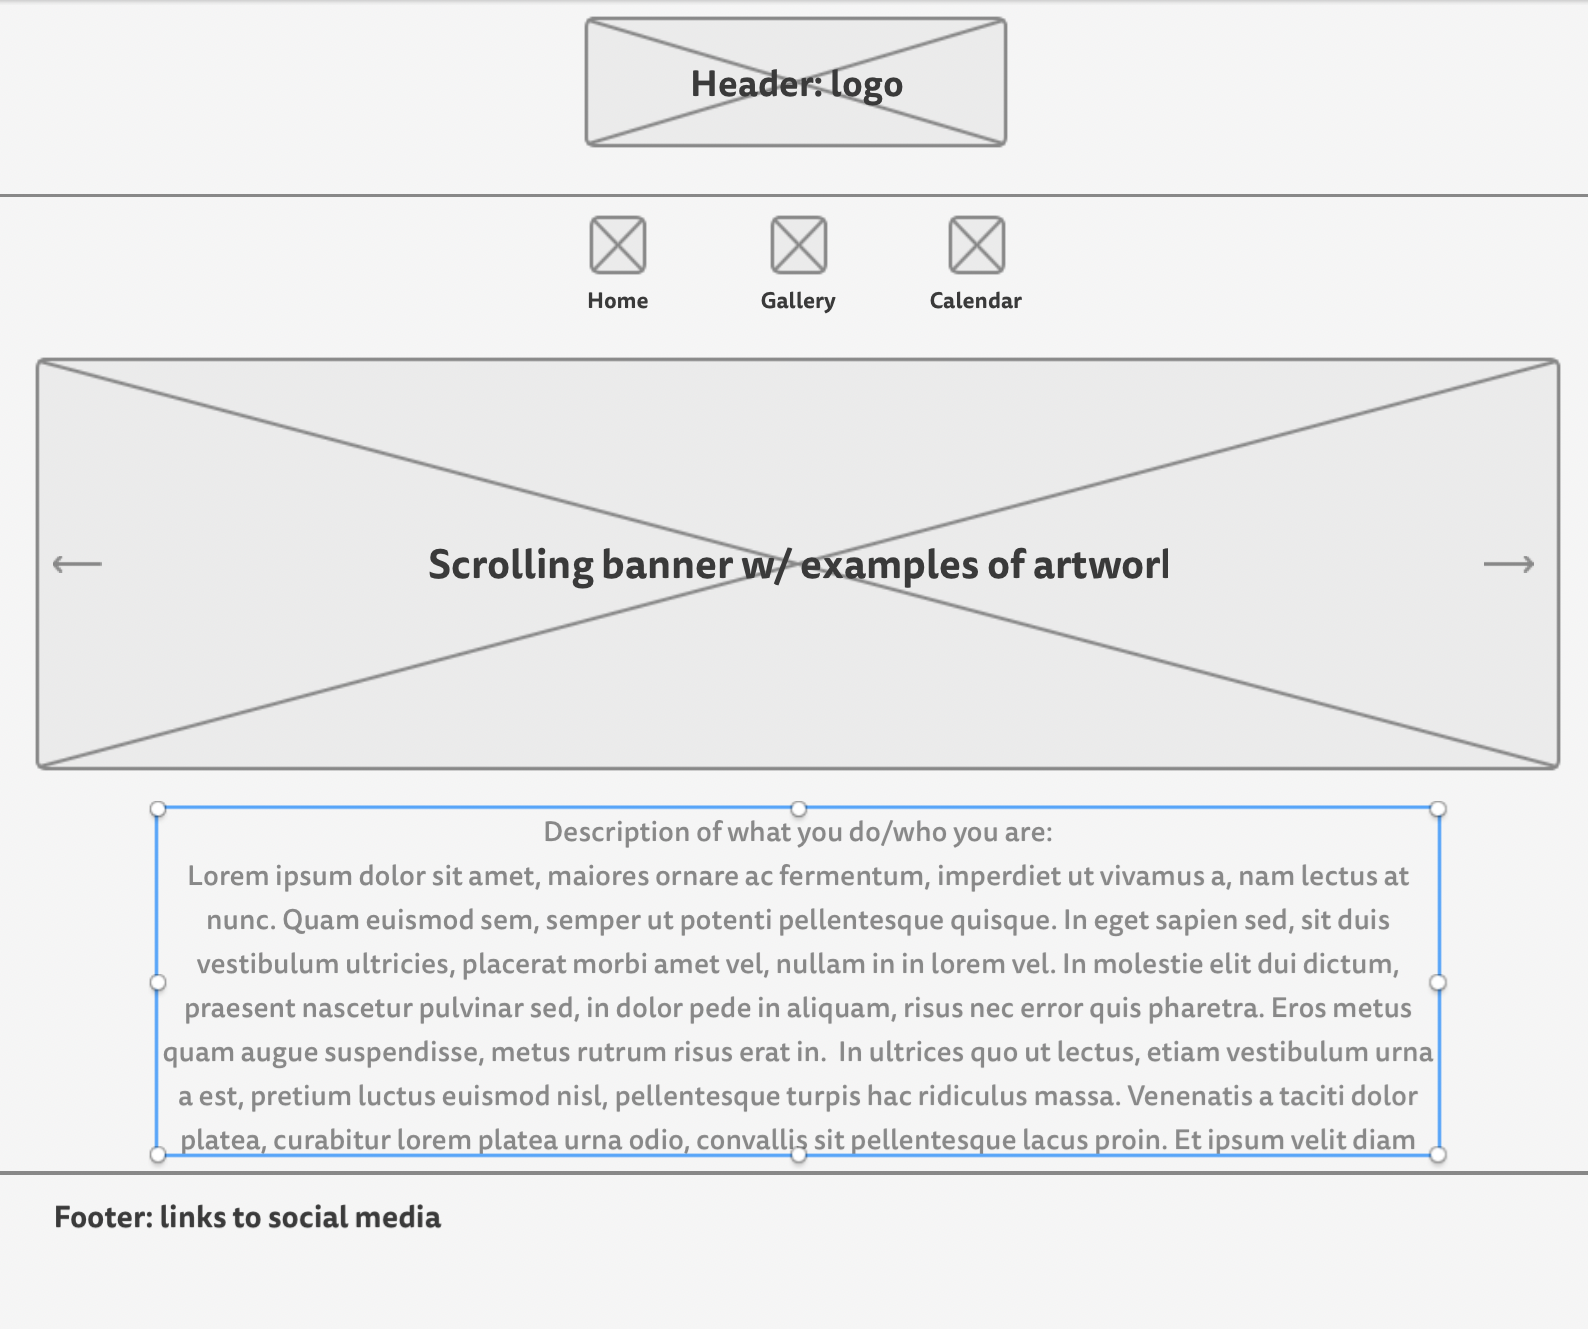 Header: logo
Home
Gallery
Calendar
Scrolling banner w/ examples of artworl
Description of what you do/who you are:
Lorem ipsum dolor sit amet, maiores ornare ac fermentum, imperdiet ut vivamus a, nam lectus at
nunc. Quam euismod sem, semper ut potenti pellentesque quisque. In eget sapien sed, sit duis
vestibulum ultricies, placerat morbi amet vel, nullam in in lorem vel. In molestie elit dui dictum,
praesent nascetur pulvinar sed, in dolor pede in aliquam, risus nec error quis pharetra. Eros metus
quam augue suspendisse, metus rutrum risus erat in.  In ultrices quo ut lectus, etiam vestibulum urna
a est, pretium luctus euismod nisl, pellentesque turpis hac ridiculus massa. Venenatis a taciti dolor
platea, curabitur lorem platea urna odio, convallis sit pellentesque lacus proin. Et ipsum velit diam
Footer: links to social media